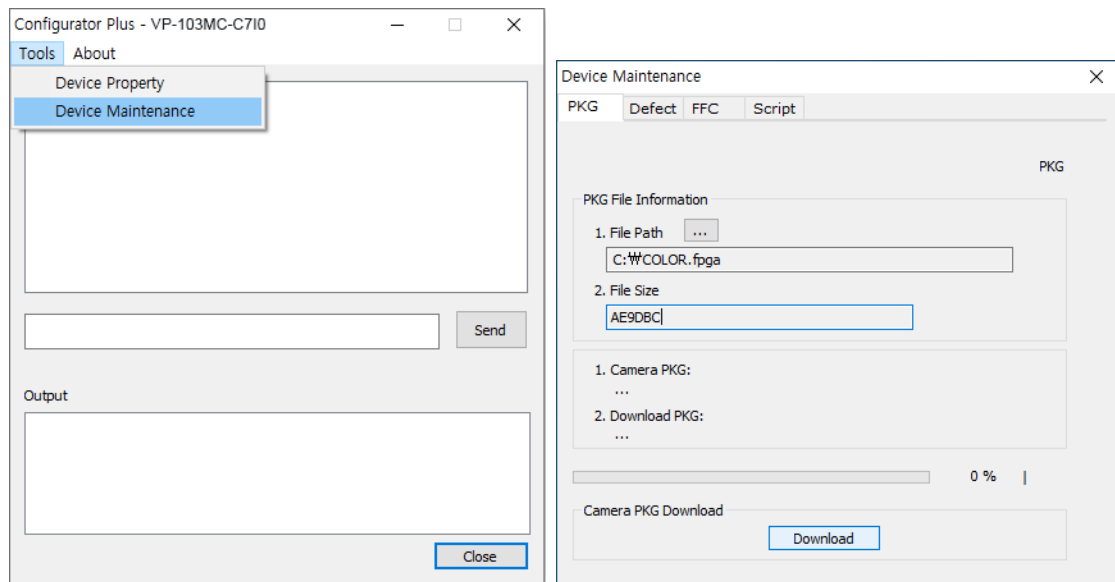 Configurator Plus - VP-103MC-C7I0
Tools About
Device Property
Device Maintenance
Send
Output
Close
Device Maintenance
PKG Defect FFC Script
PKG
PKG File Information
1. File Path ...
C:₩COLOR.fpga
2. File Size
AE9DBC
1. Camera PKG:
...
2. Download PKG:
...
0 %
Camera PKG Download
Download